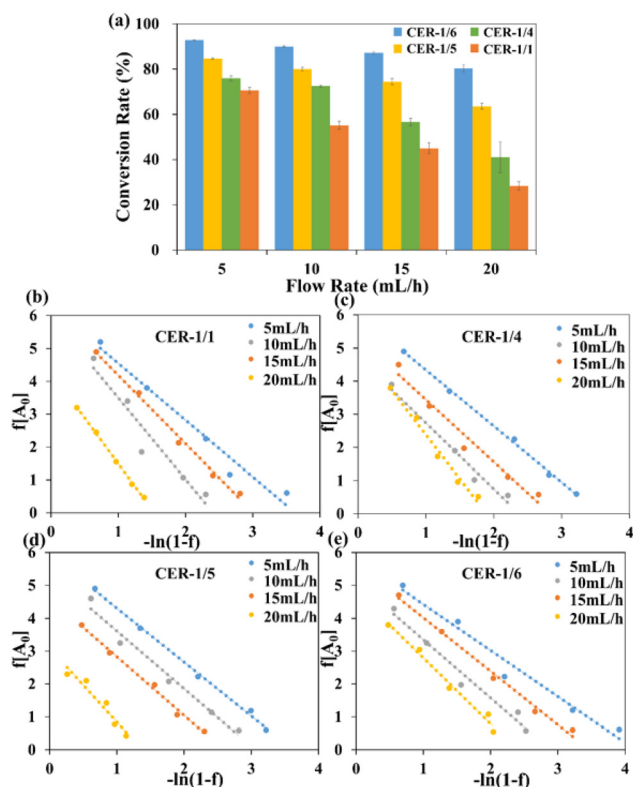 (a)
CER-1/6
CER-1/4
CER-1/5
CER-1/1
Conversion Rate (%)
100
80
60
40
20
0
5
10
15
20
Flow Rate (mL/h)
(b)
CER-1/1
5mL/h
10mL/h
15mL/h
20mL/h
f[A0]
6
5
4
3
2
1
0
0
1
2
3
4
-ln(1-f)
(c)
CER-1/4
5mL/h
10mL/h
15mL/h
20mL/h
f[A0]
6
5
4
3
2
1
0
0
1
2
3
4
-ln(1-f)
(d)
CER-1/5
5mL/h
10mL/h
15mL/h
20mL/h
f[A0]
6
5
4
3
2
1
0
0
1
2
3
4
-ln(1-f)
(e)
CER-1/6
5mL/h
10mL/h
15mL/h
20mL/h
f[A0]
6
5
4
3
2
1
0
0
1
2
3
4
-ln(1-f)